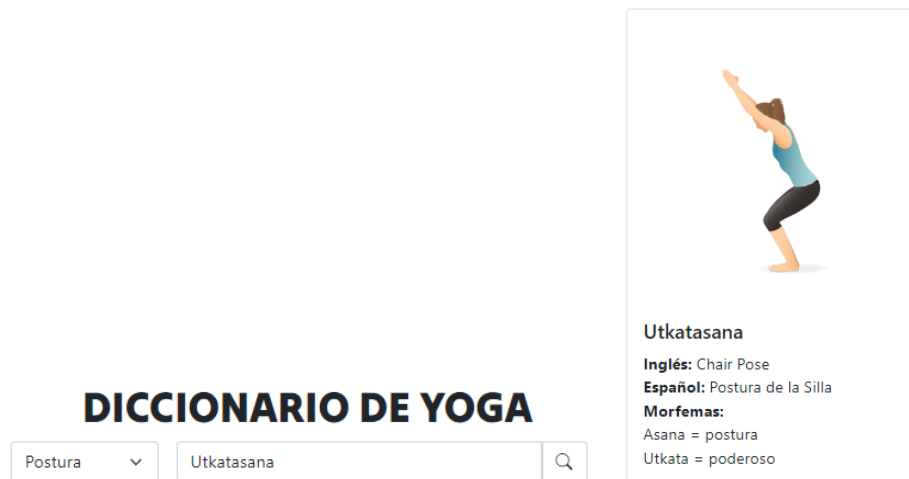 DICCIONARIO DE YOGA
Postura
Utkatasana
Utkatasana
Inglés: Chair Pose
Español: Postura de la Silla
Morfemas:
Asana = postura
Utkata = poderoso